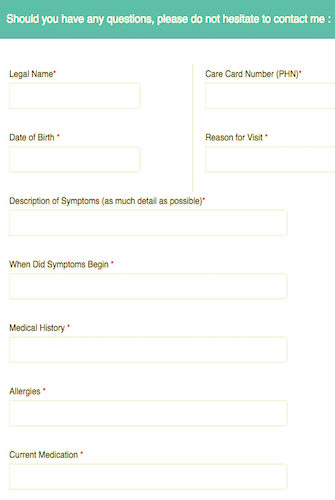 Should you have any questions, please do not hesitate to contact me :
Legal Name*
Care Card Number (PHN)*
Date of Birth *
Reason for Visit *
Description of Symptoms (as much detail as possible)*
When Did Symptoms Begin *
Medical History *
Allergies *
Current Medication *